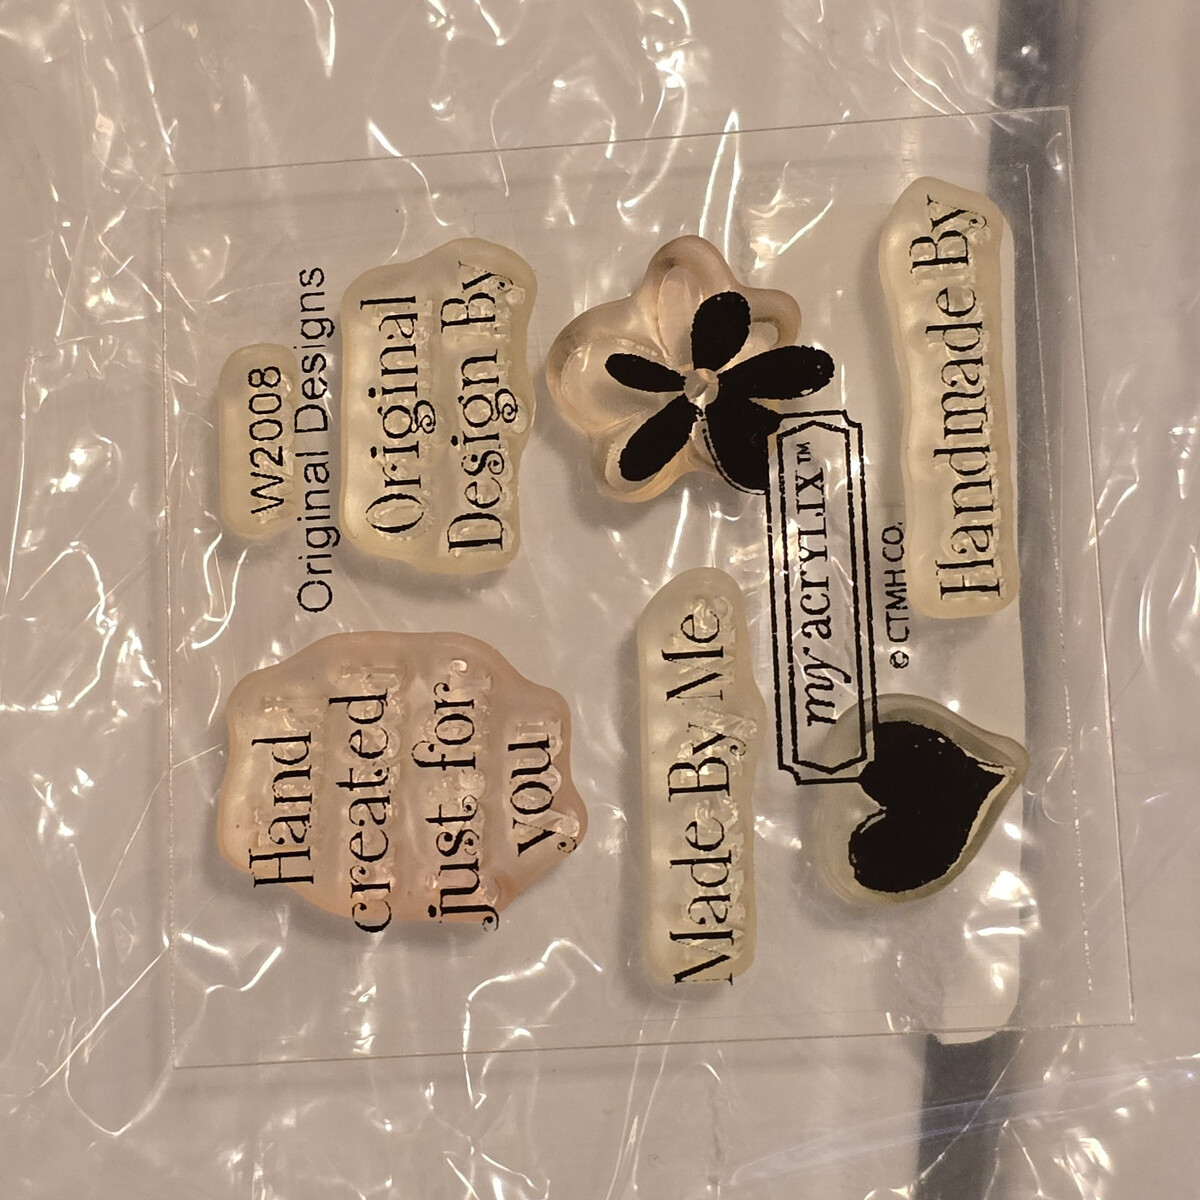 W2008
Original Designs
Hand
created
just for
you
Original
Design By
Made By Me
my acrylix™
© CTMH CO.
Handmade By